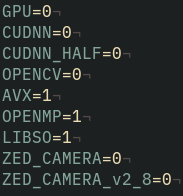 GPU=0¬
CUDNN=0¬
CUDNN_HALF=0¬
OPENCV=0¬
AVX=1¬
OPENMP=1¬
LIBSO=1¬
ZED_CAMERA=0¬
ZED_CAMERA_v2_8=0¬